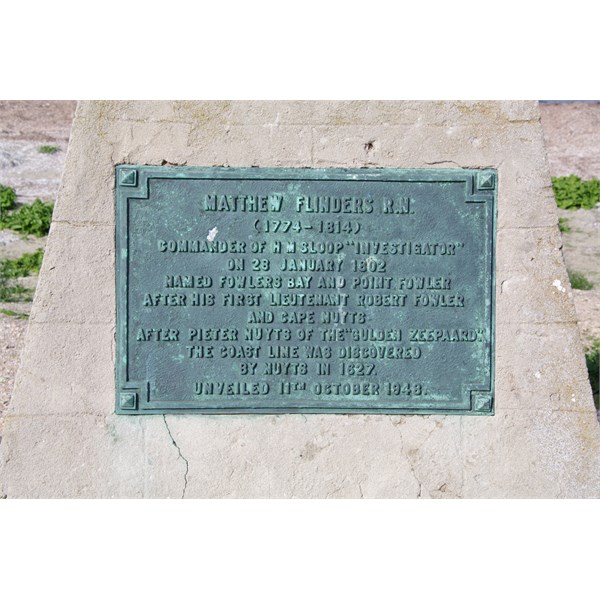 MATTHEW FLINDERS R.N.
(1774-1814)
COMMANDER OF H M SLOOP "INVESTIGATOR"
ON 28 JANUARY 1802
NAMED FOWLERS BAY AND POINT FOWLER
AFTER HIS FIRST LIEUTENANT ROBERT FOWLER
AND CAPE NUYTS
AFTER PIETER NUYTS OF THE "GULDEN ZEEPAARD".
THE COAST LINE WAS DISCOVERED
BY NUYTS IN 1627.
UNVEILED 11TH OCTOBER 1948.